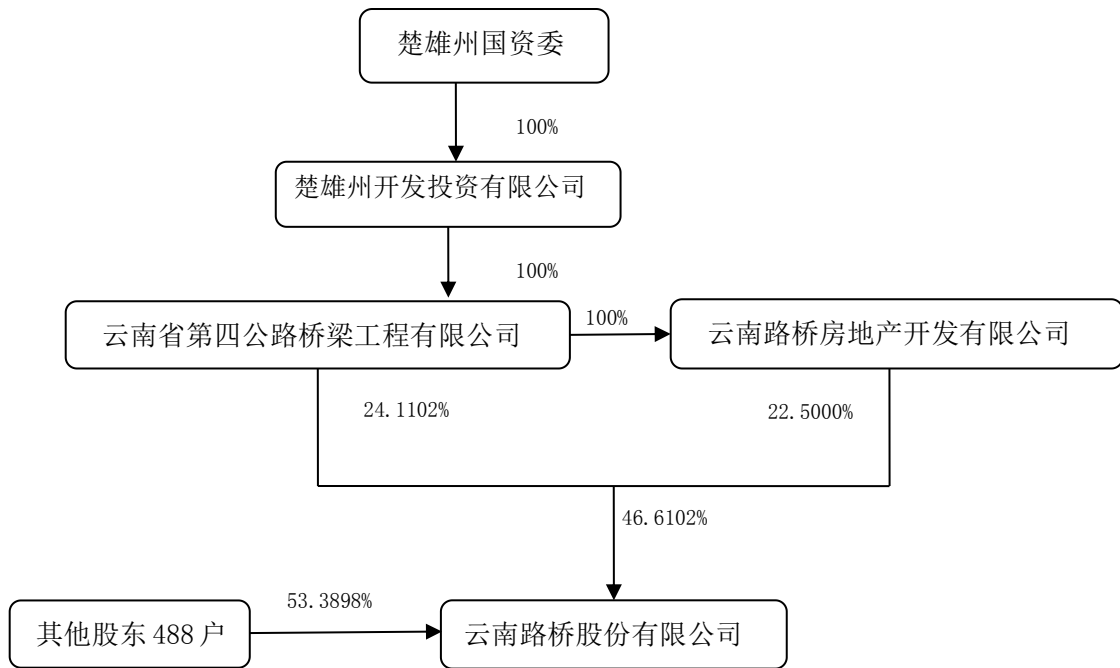 楚雄州国资委
100%
楚雄州开发投资有限公司
100%
云南省第四公路桥梁工程有限公司
100%
云南路桥房地产开发有限公司
24.1102%
22.5000%
46.6102%
其他股东 488 户
53.3898%
云南路桥股份有限公司